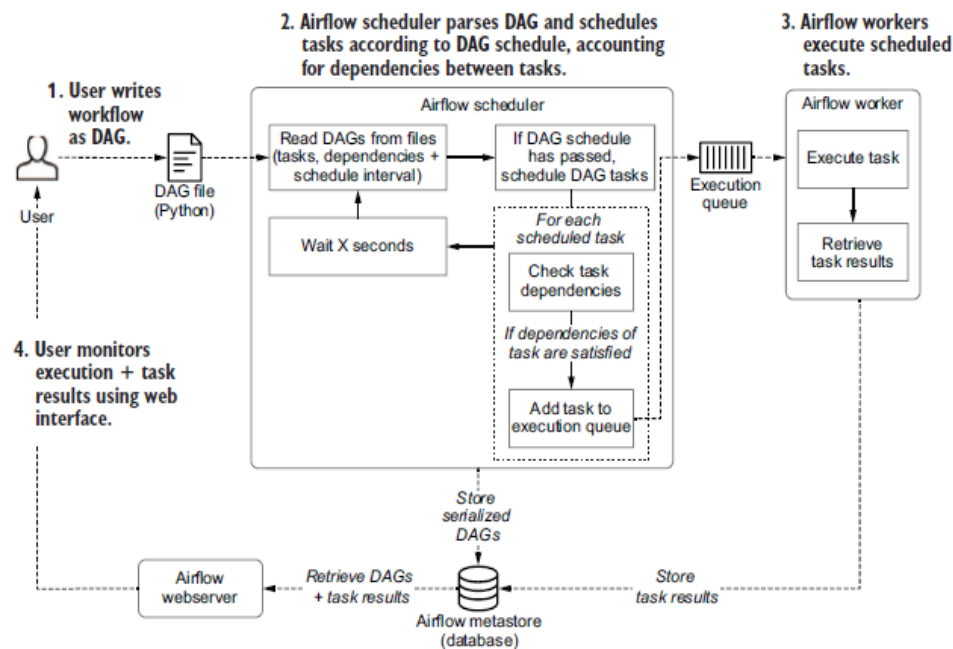 2. Airflow scheduler parses DAG and schedules
tasks according to DAG schedule, accounting
for dependencies between tasks.
3. Airflow workers
execute scheduled
tasks.
1. User writes
workflow
as DAG.
User
DAG file
(Python)
Airflow scheduler
Read DAGs from files
(tasks, dependencies +
schedule interval)
If DAG schedule
has passed,
schedule DAG tasks
Wait X seconds
For each
scheduled task
Check task
dependencies
If dependencies of
task are satisfied
Add task to
execution queue
Execution
queue
Airflow worker
Execute task
Retrieve
task results
4. User monitors
execution + task
results using web
interface.
Store
serialized
DAGs
Airflow
webserver
Retrieve DAGs
+ task results
Airflow metastore
(database)
Store
task results